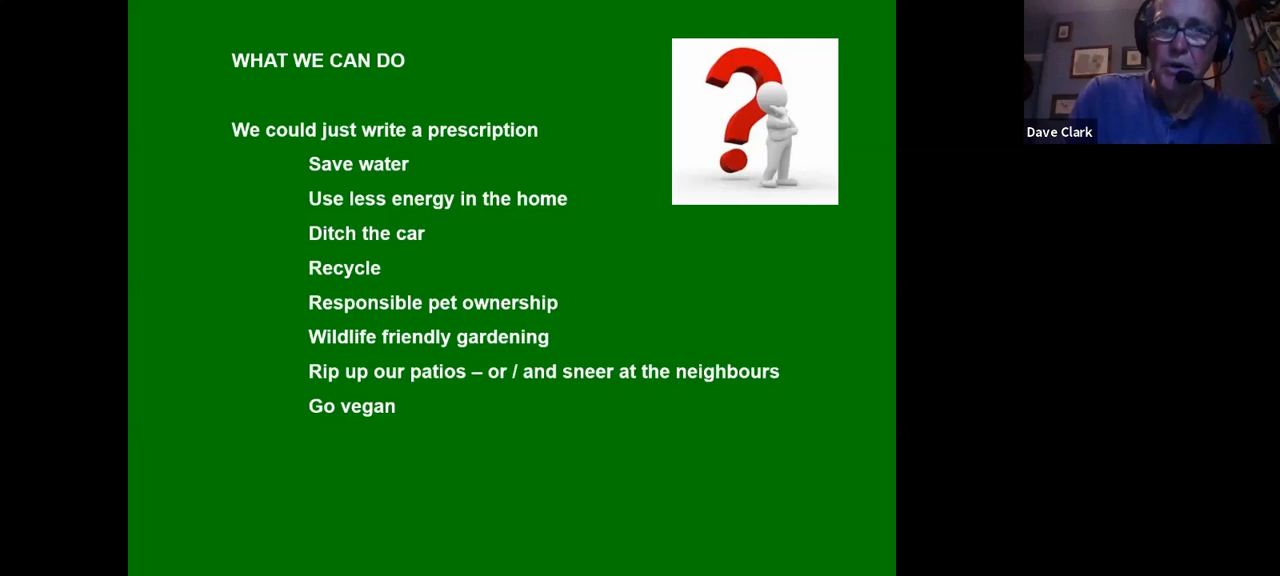 WHAT WE CAN DO
We could just write a prescription
Save water
Use less energy in the home
Ditch the car
Recycle
Responsible pet ownership
Wildlife friendly gardening
Rip up our patios – or / and sneer at the neighbours
Go vegan
Dave Clark